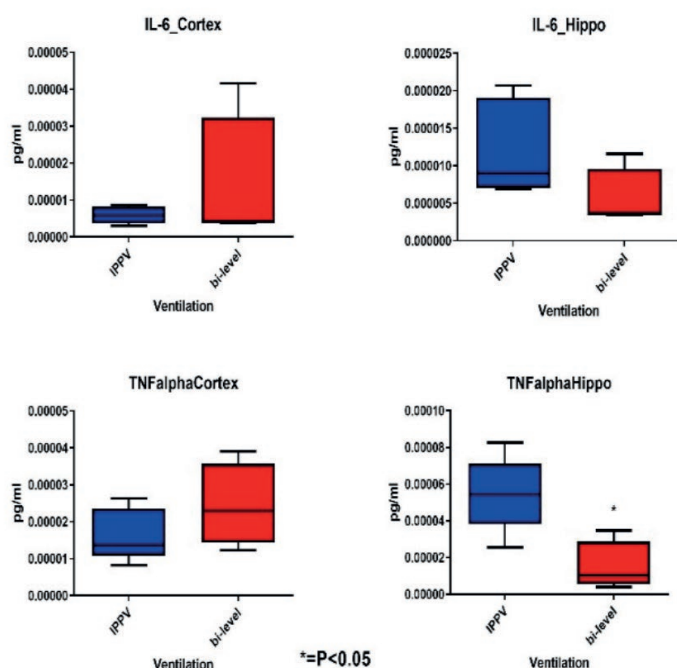 IL-6_Cortex
pg/ml
0.00005
0.00004
0.00003
0.00002
0.00001
0.00000
IPPV
bi-level
Ventilation
IL-6_Hippo
pg/ml
0.000025
0.000020
0.000015
0.000010
0.000005
0.000000
IPPV
bi-level
Ventilation
TNFalphaCortex
pg/ml
0.00005
0.00004
0.00003
0.00002
0.00001
0.00000
IPPV
bi-level
Ventilation
TNFalphaHippo
pg/ml
0.00010
0.00008
0.00006
0.00004
0.00002
0.00000
*
IPPV
bi-level
Ventilation
*=P<0.05